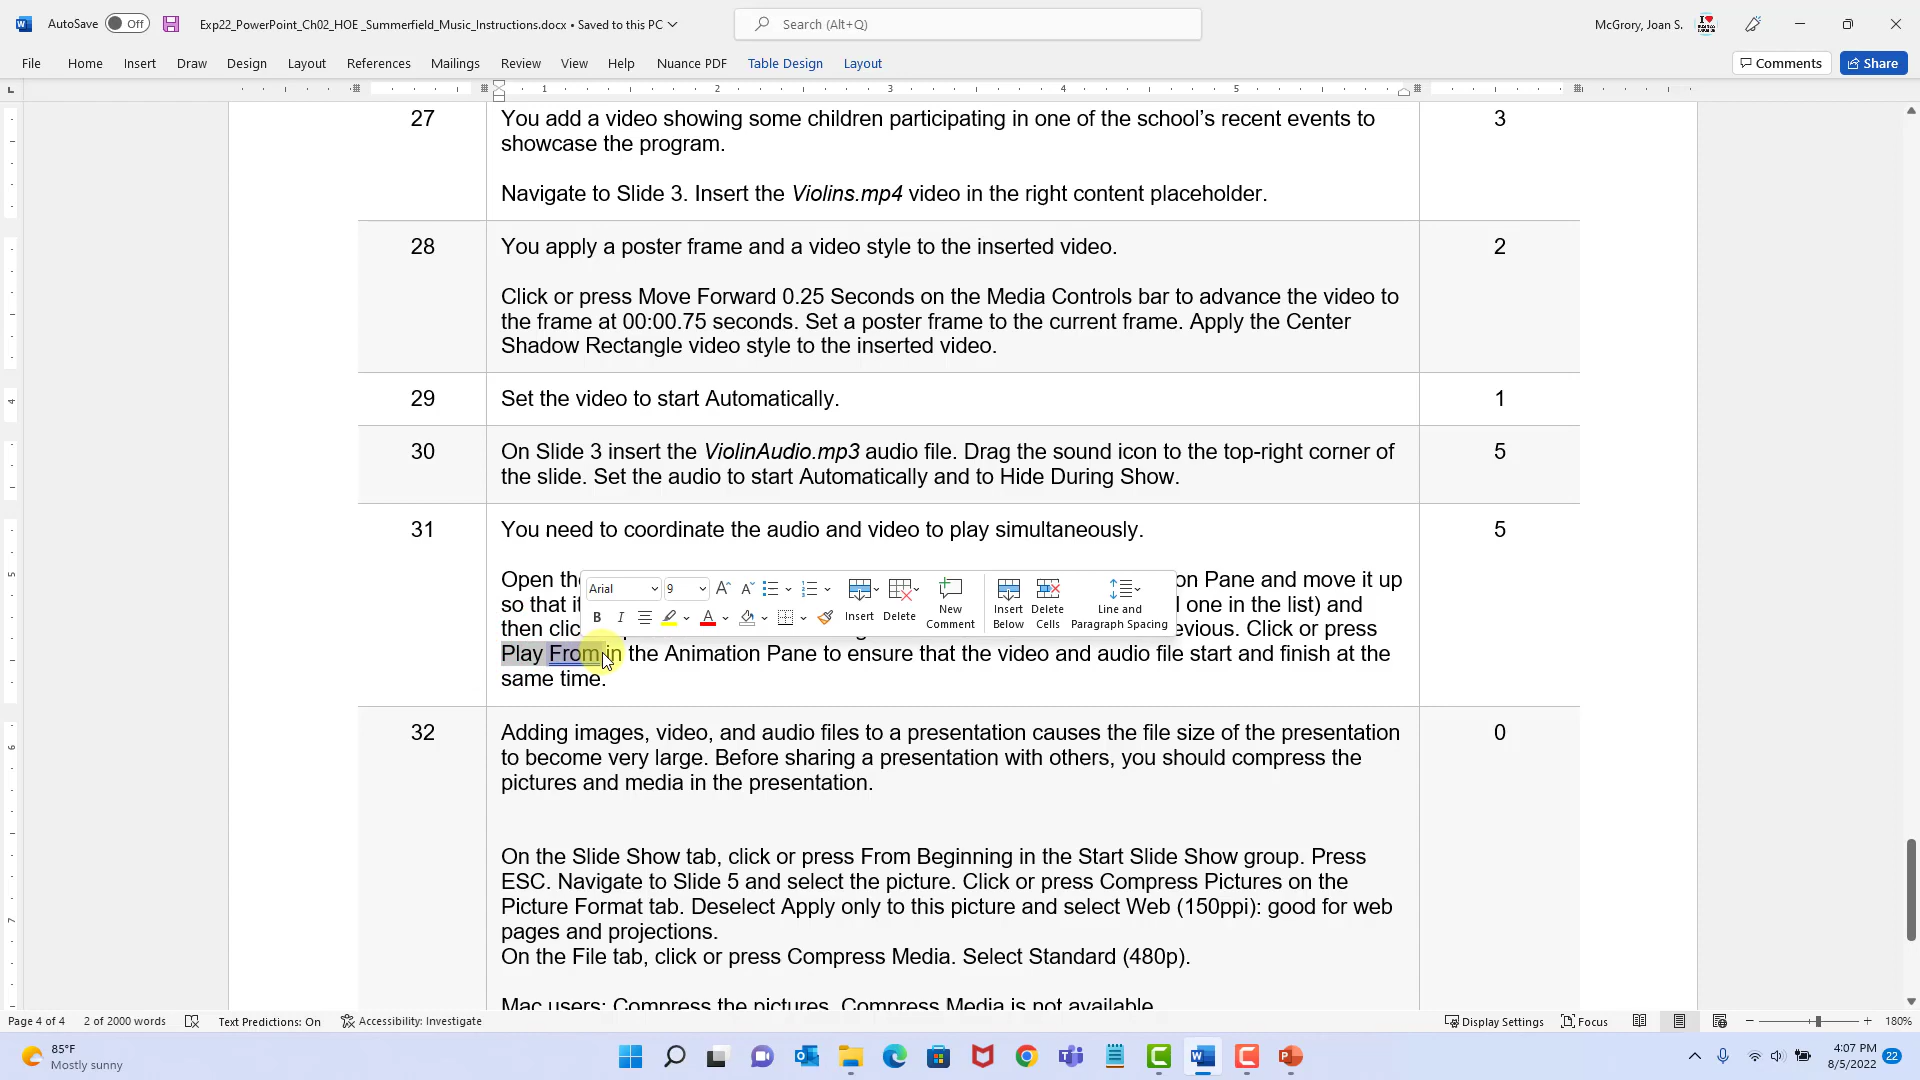 AutoSave Off Exp22_PowerPoint_Ch02_HOE _Summerfield_Music_Instructions.docx • Saved to this PC Search (Alt+Q) McGrory, Joan S.
File Home Insert Draw Design Layout References Mailings Review View Help Nuance PDF Table Design Layout Comments Share
1 2 3 4 5
27 You add a video showing some children participating in one of the school's recent events to 3
showcase the program.
Navigate to Slide 3. Insert the Violins.mp4 video in the right content placeholder.
28 You apply a poster frame and a video style to the inserted video. 2
Click or press Move Forward 0.25 Seconds on the Media Controls bar to advance the video to
the frame at 00:00.75 seconds. Set a poster frame to the current frame. Apply the Center
Shadow Rectangle video style to the inserted video.
29 Set the video to start Automatically. 1
30 On Slide 3 insert the ViolinAudio.mp3 audio file. Drag the sound icon to the top-right corner of 5
the slide. Set the audio to start Automatically and to Hide During Show.
31 You need to coordinate the audio and video to play simultaneously. 5
Open the on Pane and move it up
so that it one in the list) and
then clic evious. Click or press
Arial 9 Insert Delete New Comment Insert Below Delete Cells Line and Paragraph Spacing
Play From in the Animation Pane to ensure that the video and audio file start and finish at the
same time.
32 Adding images, video, and audio files to a presentation causes the file size of the presentation 0
to become very large. Before sharing a presentation with others, you should compress the
pictures and media in the presentation.
On the Slide Show tab, click or press From Beginning in the Start Slide Show group. Press
ESC. Navigate to Slide 5 and select the picture. Click or press Compress Pictures on the
Picture Format tab. Deselect Apply only to this picture and select Web (150ppi): good for web
pages and projections.
On the File tab, click or press Compress Media. Select Standard (480p).
Mac users: Compress the pictures. Compress Media is not available
4
5
6
7
Page 4 of 4 2 of 2000 words Text Predictions: On Accessibility: Investigate Display Settings Focus 180%
85°F
Mostly sunny
4:07 PM
8/5/2022 22